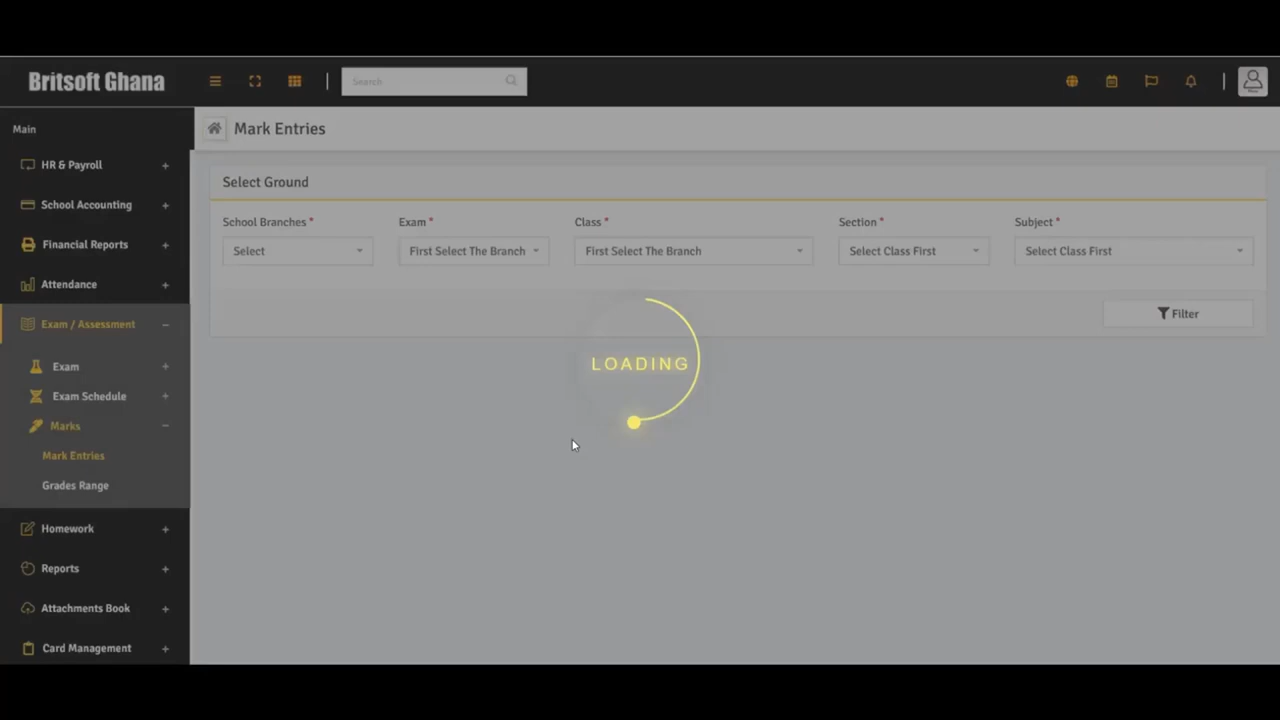 Britsoft Ghana
Search
Main
HR & Payroll
School Accounting
Financial Reports
Attendance
Exam / Assessment
Exam
Exam Schedule
Marks
Mark Entries
Grades Range
Homework
Reports
Attachments Book
Card Management
Mark Entries
Select Ground
School Branches * Exam * Class * Section * Subject *
Select First Select The Branch First Select The Branch Select Class First Select Class First
Filter
LOADING